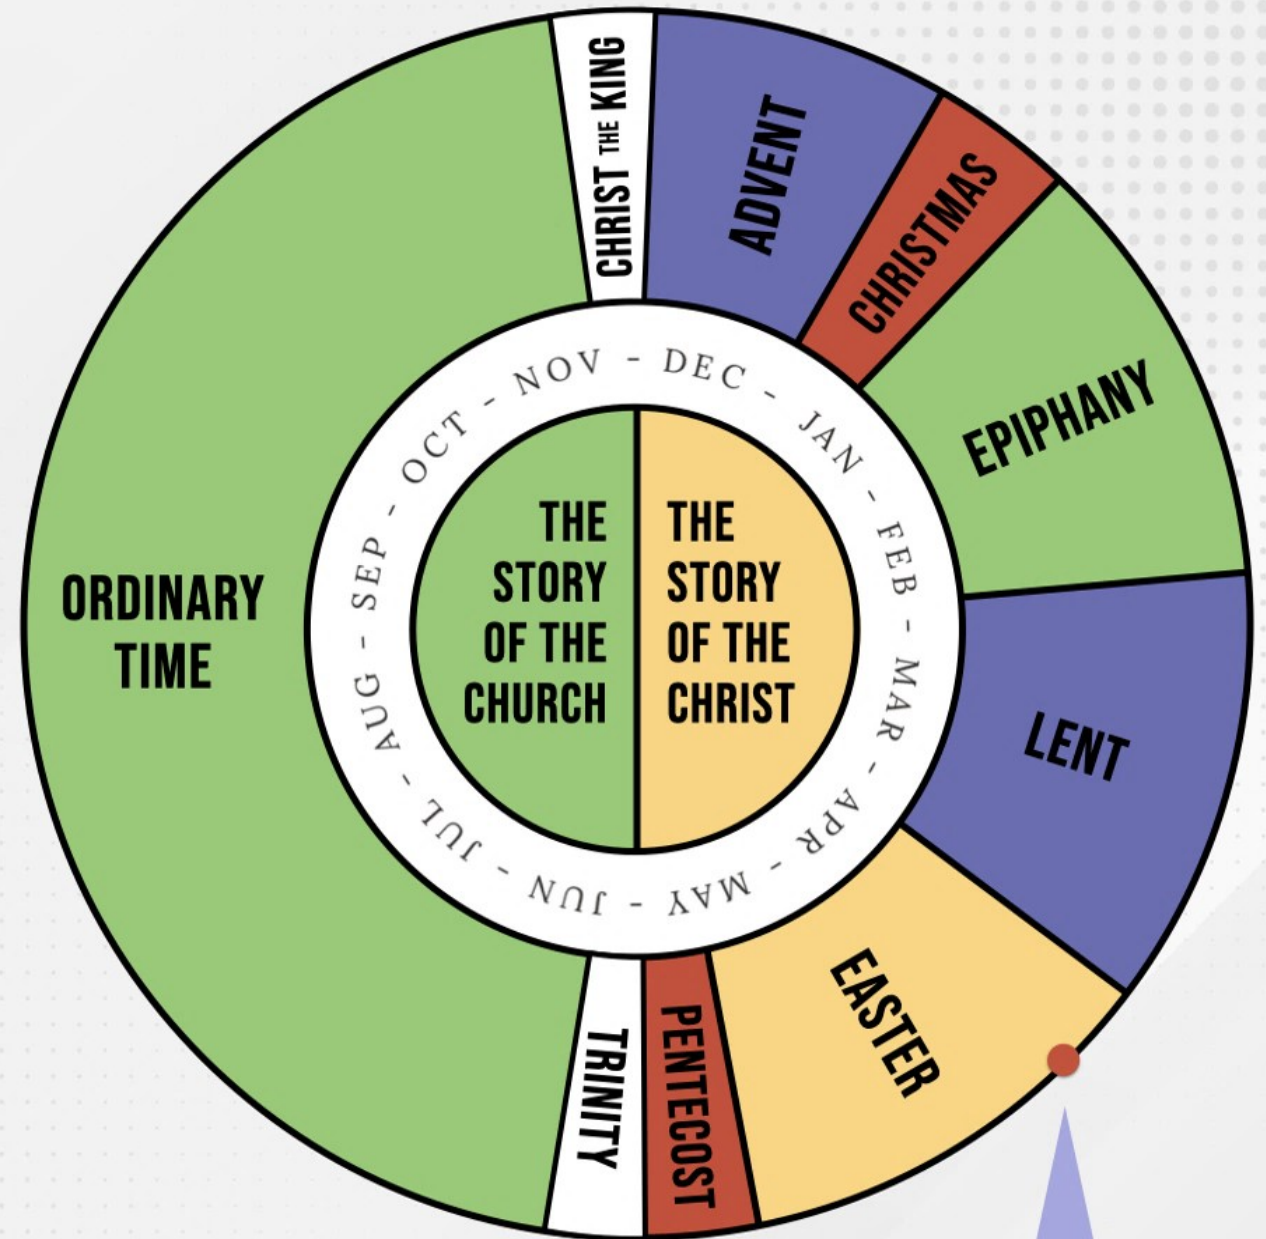 CHRIST THE KING
ADVENT
CHRISTMAS
EPIPHANY
LENT
EASTER
PENTECOST
TRINITY
ORDINARY
TIME
DEC - JAN - FEB - MAR - APR - MAY - JUN - JUL - AUG - SEP - OCT - NOV -
THE
STORY
OF THE
CHURCH
THE
STORY
OF THE
CHRIST